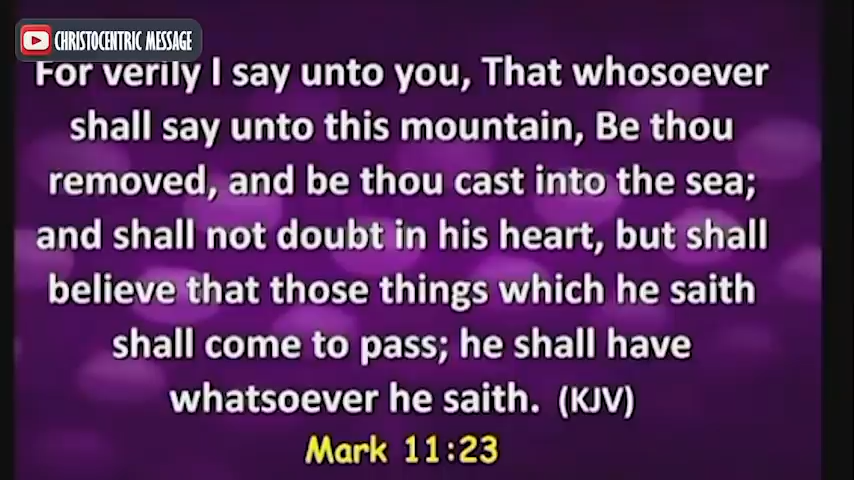 CHRISTOCENTRIC MESSAGE
For verily I say unto you, That whosoever
shall say unto this mountain, Be thou
removed, and be thou cast into the sea;
and shall not doubt in his heart, but shall
believe that those things which he saith
shall come to pass; he shall have
whatsoever he saith. (KJV)
Mark 11:23